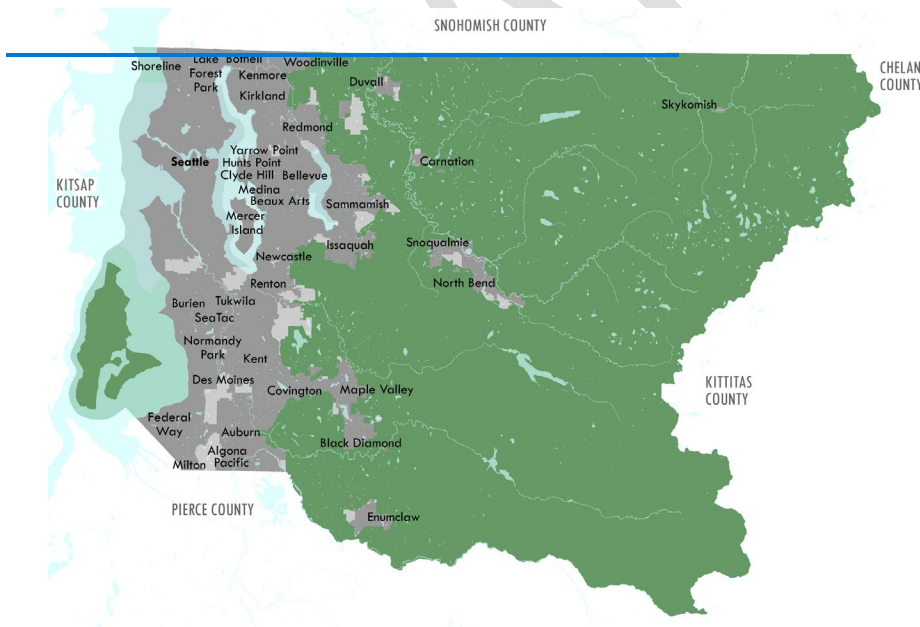 SNOHOMISH COUNTY
CHELAN
COUNTY
Shoreline
Lake
Forest
Park
Bothell
Kenmore
Woodinville
Duvall
Kirkland
Skykomish
Redmond
Yarrow Point
Seattle
Hunts Point
Carnation
Clyde Hill
Bellevue
KITSAP
COUNTY
Medina
Beaux Arts
Sammamish
Mercer
Island
Issaquah
Snoqualmie
Newcastle
Renton
North Bend
Burien
Tukwila
SeaTac
Normandy
Park
Kent
Des Moines
Covington
Maple Valley
KITTITAS
COUNTY
Federal
Way
Auburn
Black Diamond
Algona
Milton
Pacific
PIERCE COUNTY
Enumclaw